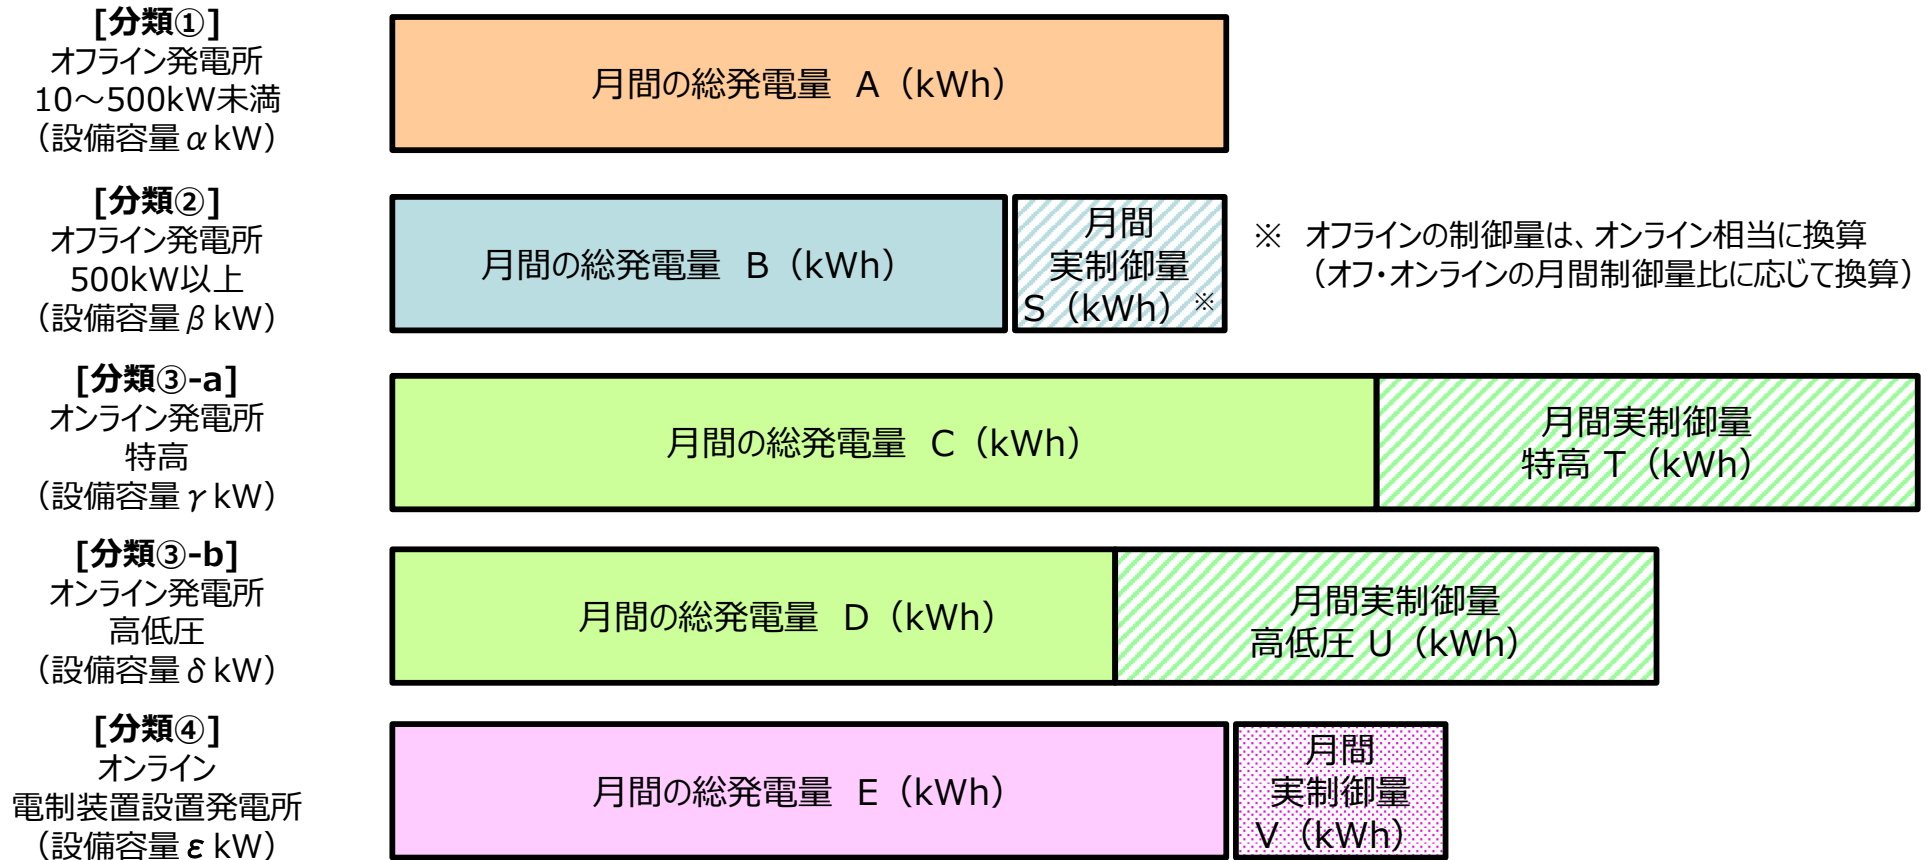 [分類①]
オフライン発電所
10～500kW未満
（設備容量αkW）
月間の総発電量 A（kWh）
[分類②]
オフライン発電所
500kW以上
（設備容量βkW）
月間の総発電量 B（kWh）
月間
実制御量
S（kWh）※
※ オフラインの制御量は、オンライン相当に換算
（オフ・オンラインの月間制御量比に応じて換算）
[分類③-a]
オンライン発電所
特高
（設備容量γkW）
月間の総発電量 C（kWh）
月間実制御量
特高 T（kWh）
[分類③-b]
オンライン発電所
高低圧
（設備容量δkW）
月間の総発電量 D（kWh）
月間実制御量
高低圧 U（kWh）
[分類④]
オンライン
電制装置設置発電所
（設備容量εkW）
月間の総発電量 E（kWh）
月間
実制御量
V（kWh）